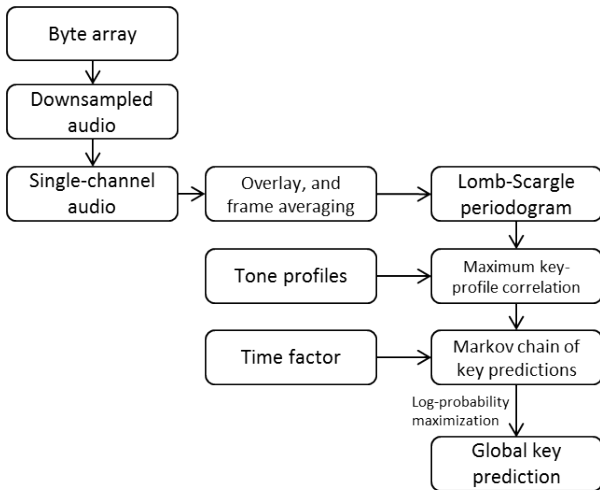 Byte array
Downsampled
audio
Single-channel
audio
Overlay, and
frame averaging
Lomb-Scargle
periodogram
Tone profiles
Maximum key-
profile correlation
Time factor
Markov chain of
key predictions
Log-probability
maximization
Global key
prediction